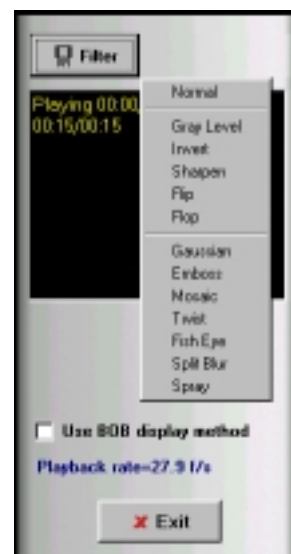 Filter
Playing 00:00,
00:15/00:15
Normal
Gray Level
Invert
Sharpen
Flip
Flop
Gaussian
Emboss
Mosaic
Twist
Fish Eye
Split Blur
Spray
Use BOB display method
Playback rate=27.9 f/s
Exit